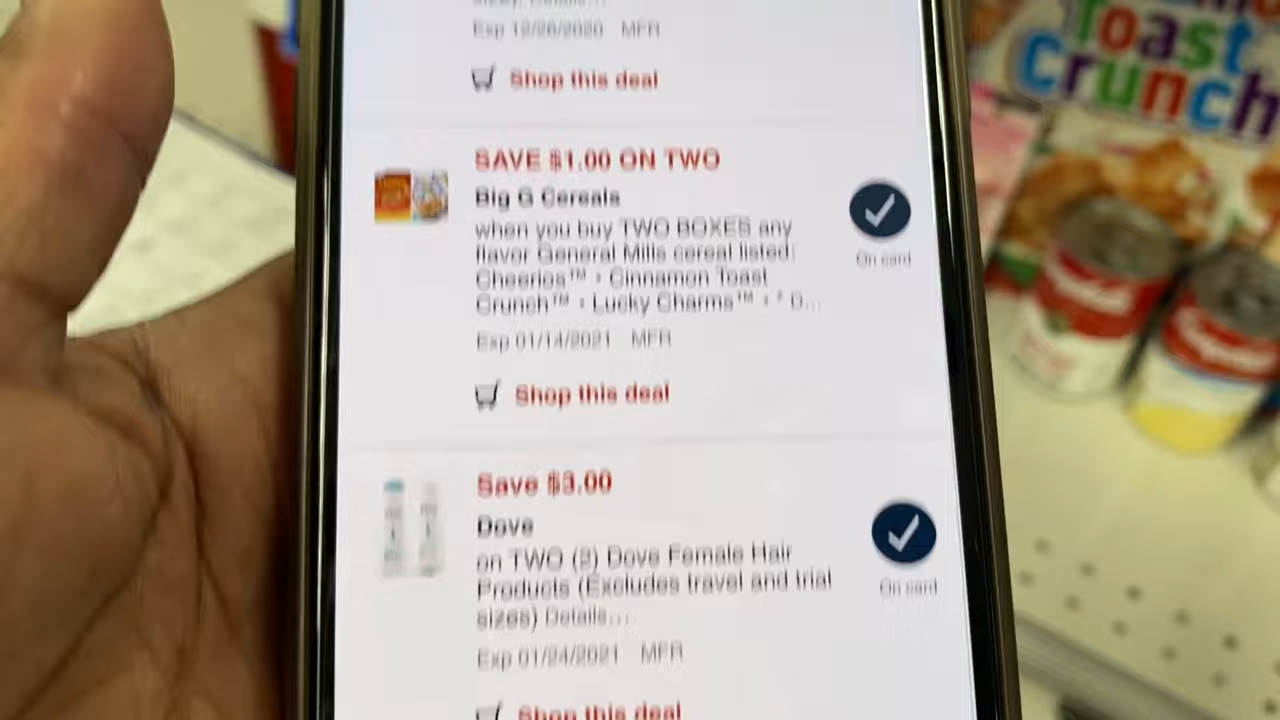 Exp 12/26/2020 MFR
Shop this deal
SAVE $1.00 ON TWO
Big G Cereals
when you buy TWO BOXES any
flavor General Mills cereal listed:
Cheerios™ • Cinnamon Toast
Crunch™ • Lucky Charms™ • * D...
Exp 01/14/2021 MFR
Shop this deal
On card
Save $3.00
Dove
on TWO (2) Dove Female Hair
Products (Excludes travel and trial
sizes) Details...
Exp 01/24/2021 MFR
Shop this deal
On card
Toast
Crunch
Campbell's
Campbell's